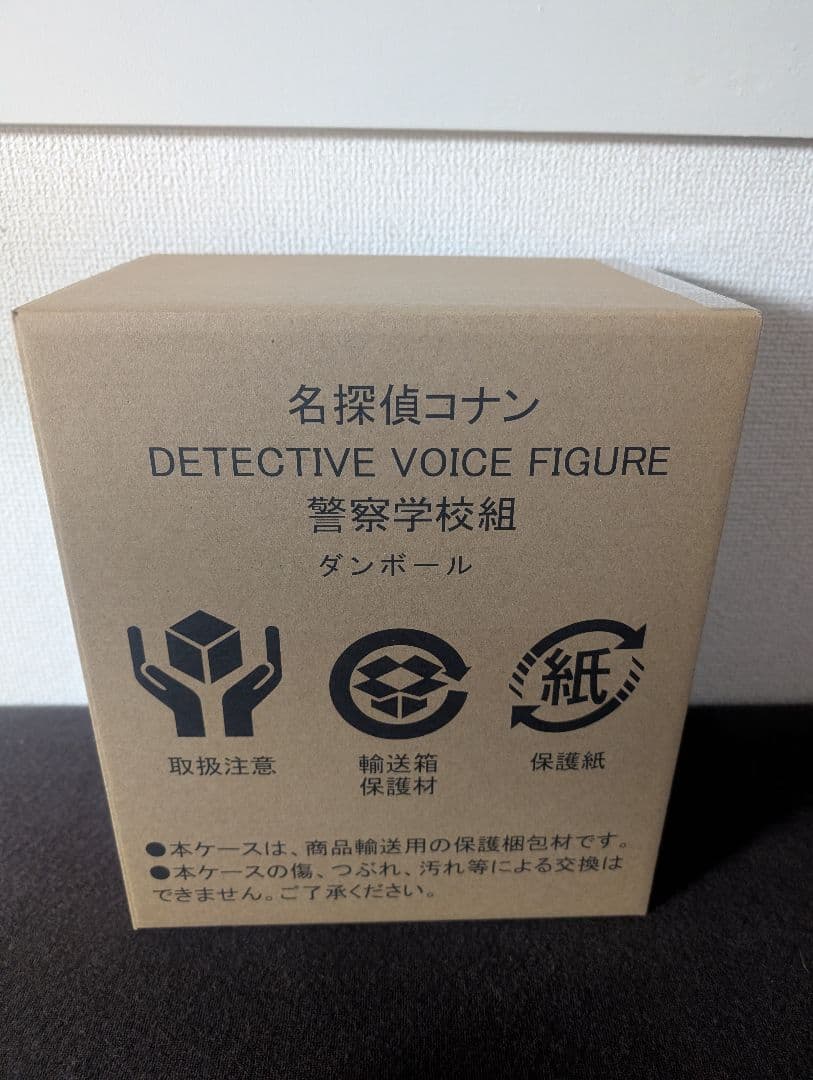 名探偵コナン
DETECTIVE VOICE FIGURE
警察学校組
ダンボール
紙
取扱注意
輸送箱
保護材
保護紙
●本ケースは、商品輸送用の保護梱包材です。
●本ケースの傷、つぶれ、汚れ等による交換は
できません。ご了承ください。